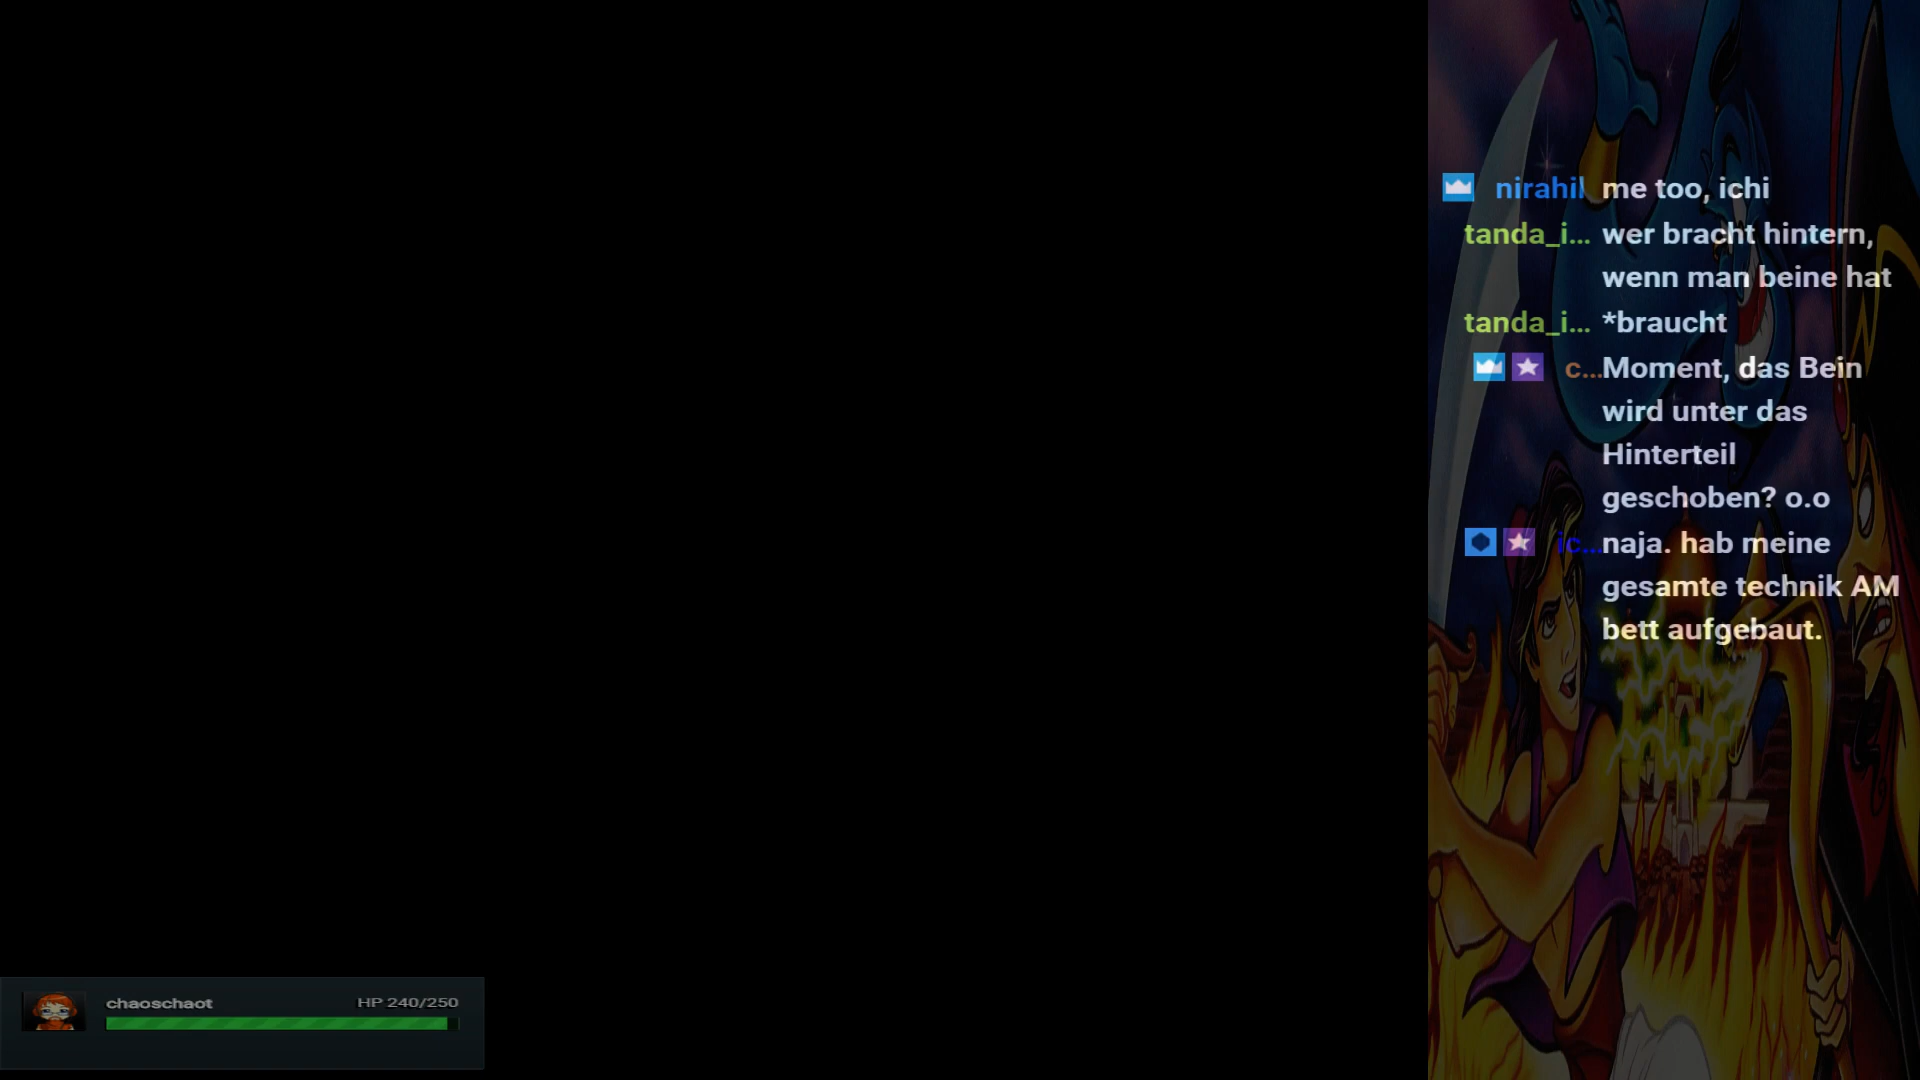 nirahil me too, ichi
tanda_i... wer bracht hintern,
wenn man beine hat
tanda_i... *braucht
c... Moment, das Bein
wird unter das
Hinterteil
geschoben? o.o
ic... naja. hab meine
gesamte technik AM
bett aufgebaut.
chaoschaot HP 240/250